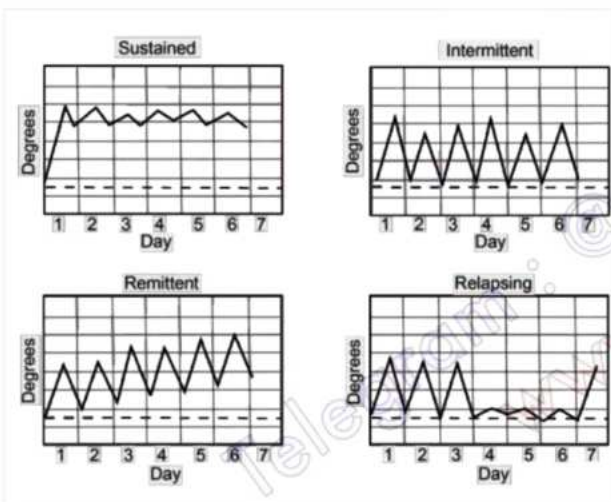 Sustained
Degrees
1 2 3 4 5 6 7
Day
Intermittent
Degrees
1 2 3 4 5 6 7
Day
Remittent
Degrees
1 2 3 4 5 6 7
Day
Relapsing
Degrees
1 2 3 4 5 6 7
Day
Telegram : @
www